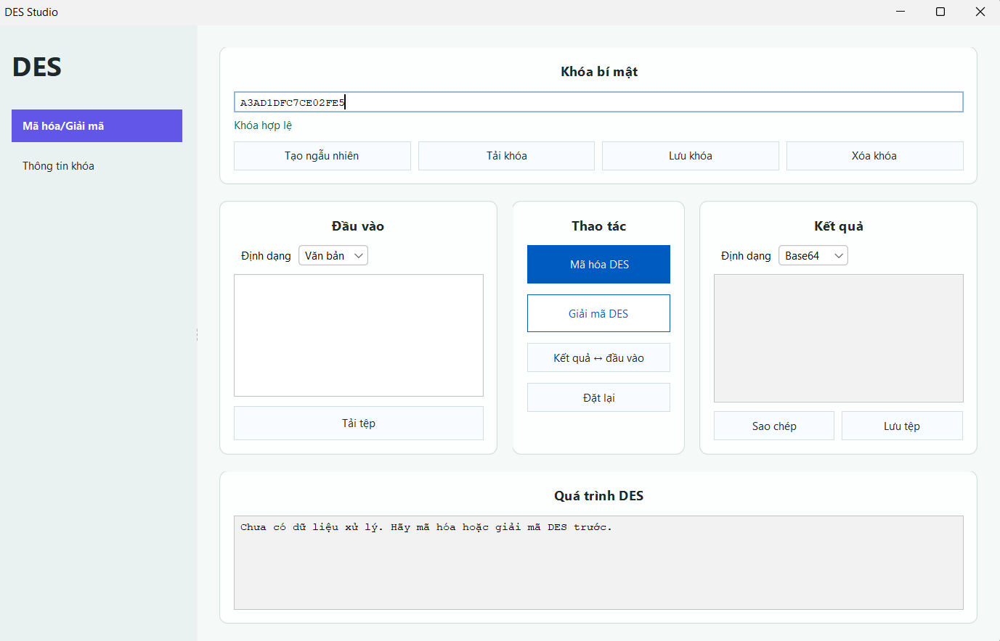 DES Studio
DES
Mã hóa/Giải mã
Thông tin khóa
Khóa bí mật
A3AD1DFC7CE02FE5
Khóa hợp lệ
Tạo ngẫu nhiên
Tải khóa
Lưu khóa
Xóa khóa
Đầu vào
Định dạng Văn bản
Tải tệp
Thao tác
Mã hóa DES
Giải mã DES
Kết quả ↔ đầu vào
Đặt lại
Kết quả
Định dạng Base64
Sao chép
Lưu tệp
Quá trình DES
Chưa có dữ liệu xử lý. Hãy mã hóa hoặc giải mã DES trước.